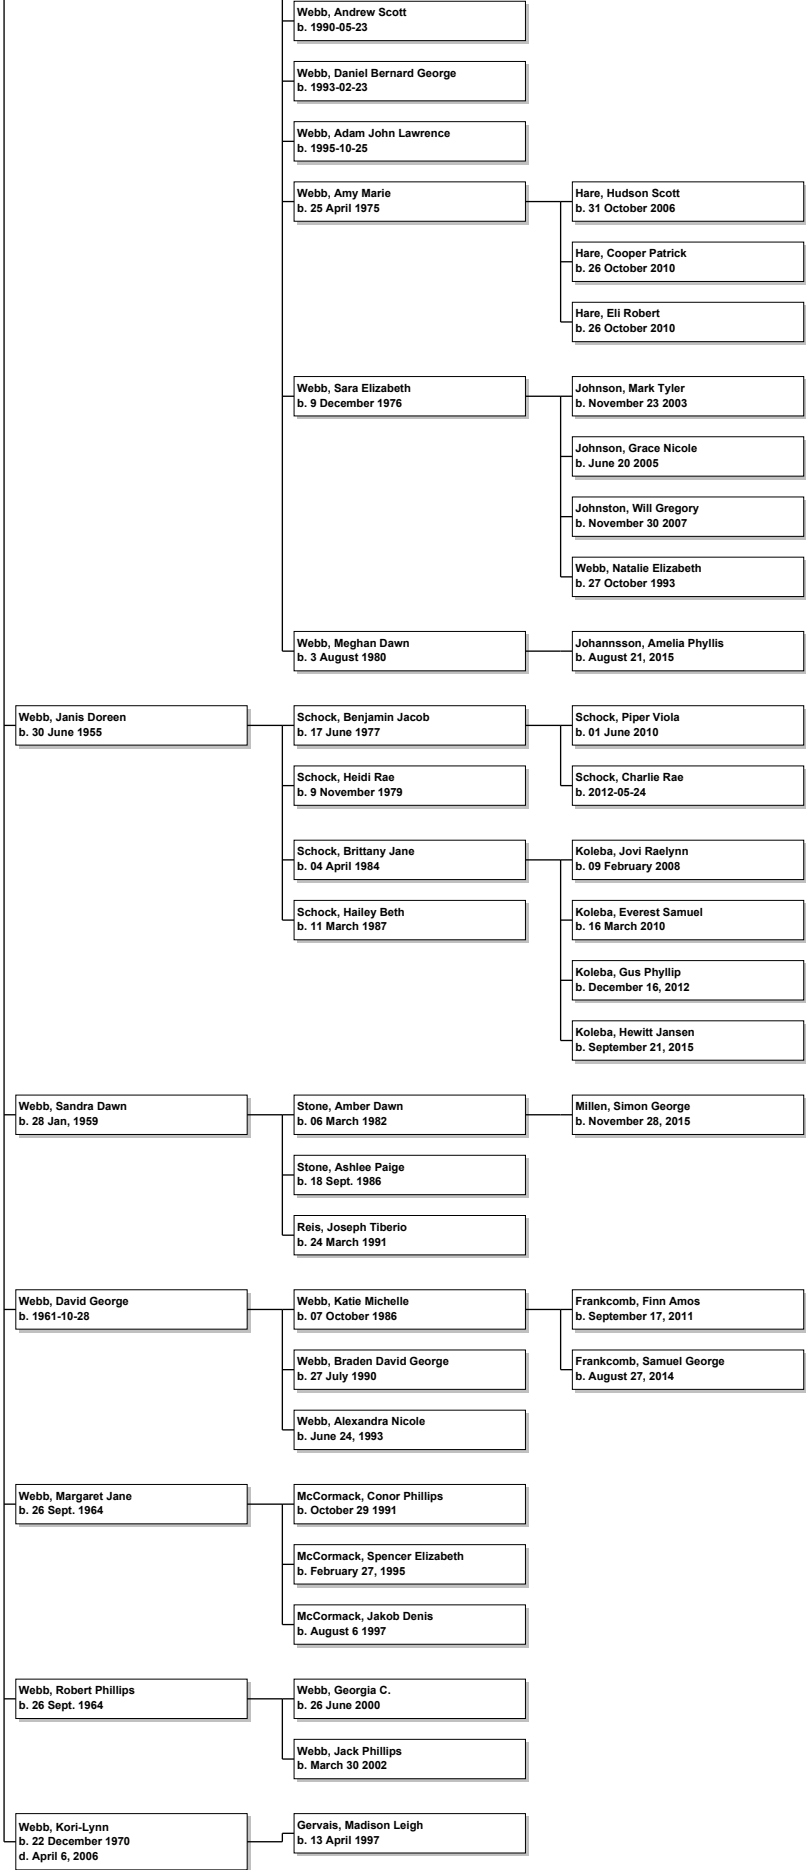 Webb, Andrew Scott
b. 1990-05-23
Webb, Daniel Bernard George
b. 1993-02-23
Webb, Adam John Lawrence
b. 1995-10-25
Webb, Amy Marie
b. 25 April 1975
Hare, Hudson Scott
b. 31 October 2006
Hare, Cooper Patrick
b. 26 October 2010
Hare, Eli Robert
b. 26 October 2010
Webb, Sara Elizabeth
b. 9 December 1976
Johnson, Mark Tyler
b. November 23 2003
Johnson, Grace Nicole
b. June 20 2005
Johnston, Will Gregory
b. November 30 2007
Webb, Natalie Elizabeth
b. 27 October 1993
Webb, Meghan Dawn
b. 3 August 1980
Johannsson, Amelia Phyllis
b. August 21, 2015
Webb, Janis Doreen
b. 30 June 1955
Schock, Benjamin Jacob
b. 17 June 1977
Schock, Piper Viola
b. 01 June 2010
Schock, Charlie Rae
b. 2012-05-24
Schock, Heidi Rae
b. 9 November 1979
Schock, Brittany Jane
b. 04 April 1984
Koleba, Jovi Raelynn
b. 09 February 2008
Koleba, Everest Samuel
b. 16 March 2010
Koleba, Gus Phyllip
b. December 16, 2012
Koleba, Hewitt Jansen
b. September 21, 2015
Schock, Hailey Beth
b. 11 March 1987
Webb, Sandra Dawn
b. 28 Jan, 1959
Stone, Amber Dawn
b. 06 March 1982
Millen, Simon George
b. November 28, 2015
Stone, Ashlee Paige
b. 18 Sept. 1986
Reis, Joseph Tiberio
b. 24 March 1991
Webb, David George
b. 1961-10-28
Webb, Katie Michelle
b. 07 October 1986
Frankcomb, Finn Amos
b. September 17, 2011
Frankcomb, Samuel George
b. August 27, 2014
Webb, Braden David George
b. 27 July 1990
Webb, Alexandra Nicole
b. June 24, 1993
Webb, Margaret Jane
b. 26 Sept. 1964
McCormack, Conor Phillips
b. October 29 1991
McCormack, Spencer Elizabeth
b. February 27, 1995
McCormack, Jakob Denis
b. August 6 1997
Webb, Robert Phillips
b. 26 Sept. 1964
Webb, Georgia C.
b. 26 June 2000
Webb, Jack Phillips
b. March 30 2002
Webb, Kori-Lynn
b. 22 December 1970
d. April 6, 2006
Gervais, Madison Leigh
b. 13 April 1997